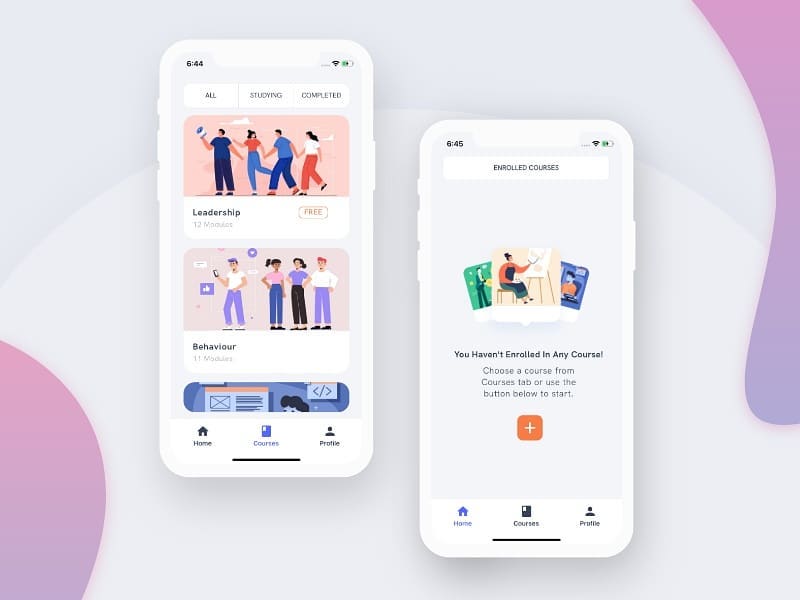 6:44
ALL STUDYING COMPLETED
Leadership FREE
12 Modules
Behaviour
11 Modules
</>
Home Courses Profile
6:45
ENROLLED COURSES
You Haven't Enrolled In Any Course!
Choose a course from
Courses tab or use the
button below to start.
+
Home Courses Profile